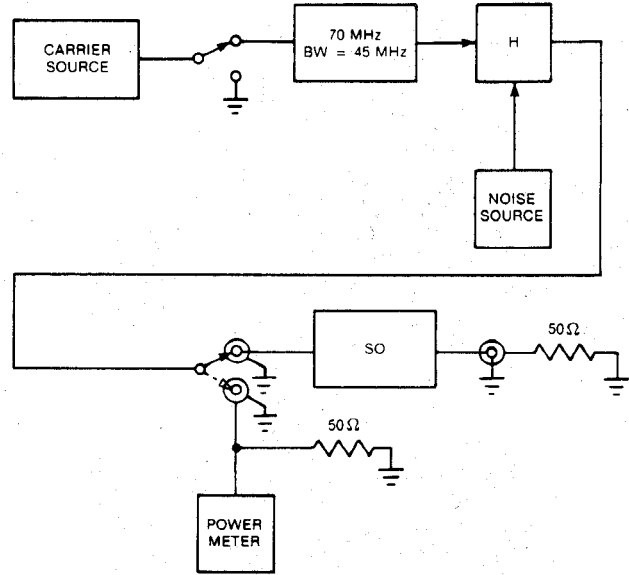 CARRIER
SOURCE
70 MHz
BW = 45 MHz
H
NOISE
SOURCE
SO
50Ω
50Ω
POWER
METER